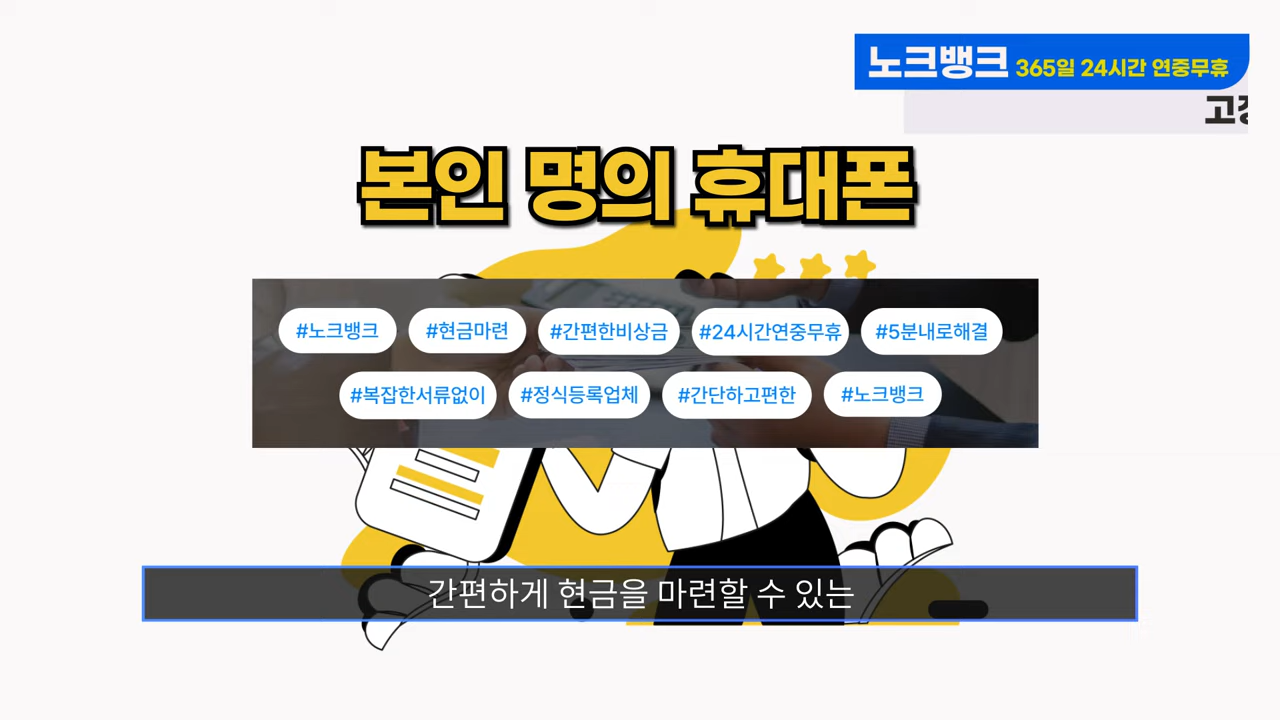 노크뱅크 365일 24시간 연중무휴
본인 명의 휴대폰
#노크뱅크 #현금마련 #간편한비상금 #24시간연중무휴 #5분내로해결
#복잡한서류없이 #정식등록업체 #간단하고편한 #노크뱅크
간편하게 현금을 마련할 수 있는